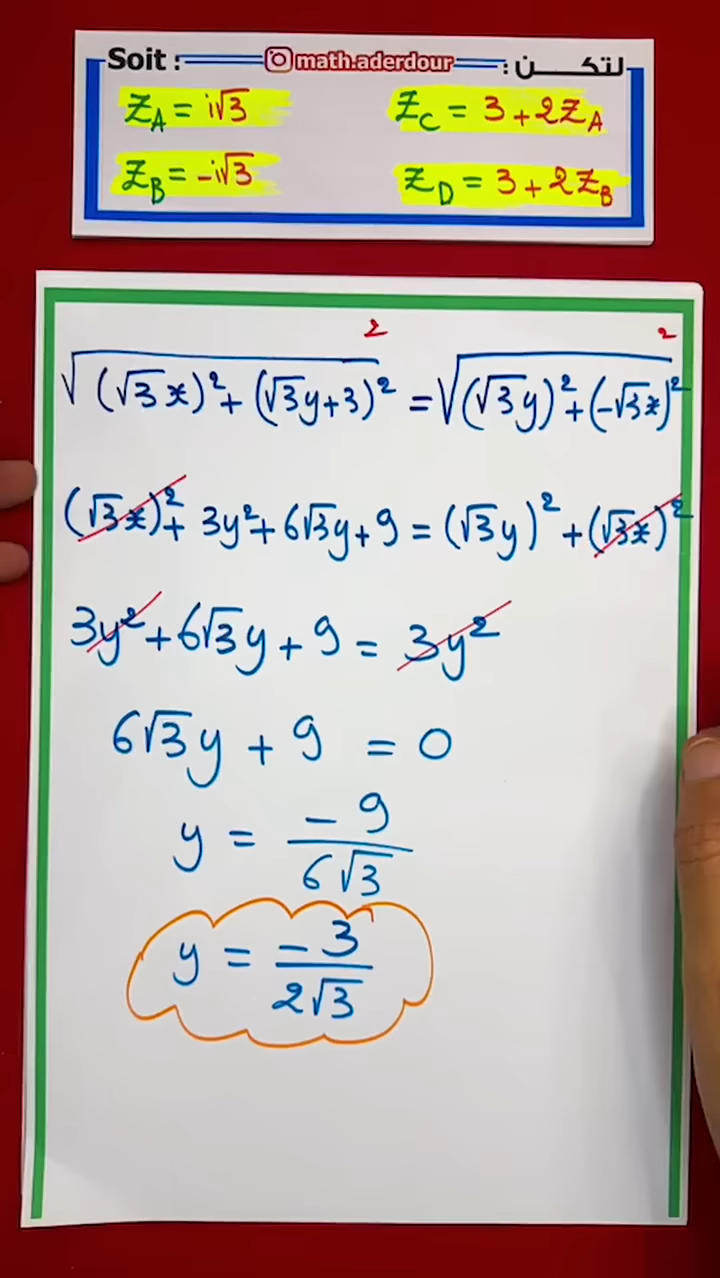 Soit : math.aderdour لتكن :
Z_A = i√3 Z_C = 3 + 2Z_A
Z_B = -i√3 Z_D = 3 + 2Z_B
2 2
√((√3x)² + (√3y+3)²) = √((√3y)² + (-√3x)²)
(√3x)² + 3y² + 6√3y + 9 = (√3y)² + (√3x)²
3y² + 6√3y + 9 = 3y²
6√3y + 9 = 0
y = -9/6√3
y = -3/2√3